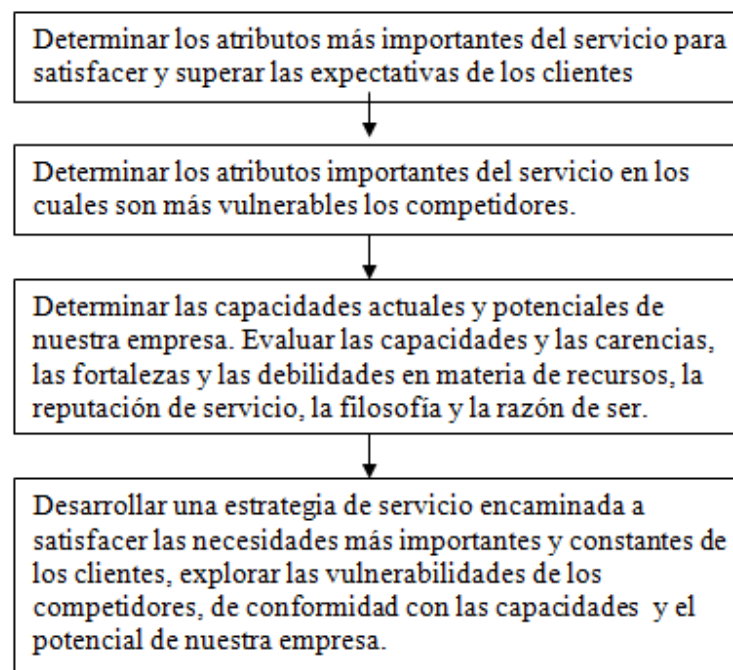 Determinar los atributos más importantes del servicio para
satisfacer y superar las expectativas de los clientes
Determinar los atributos importantes del servicio en los
cuales son más vulnerables los competidores.
Determinar las capacidades actuales y potenciales de
nuestra empresa. Evaluar las capacidades y las carencias,
las fortalezas y las debilidades en materia de recursos, la
reputación de servicio, la filosofía y la razón de ser.
Desarrollar una estrategia de servicio encaminada a
satisfacer las necesidades más importantes y constantes de
los clientes, explorar las vulnerabilidades de los
competidores, de conformidad con las capacidades y el
potencial de nuestra empresa.